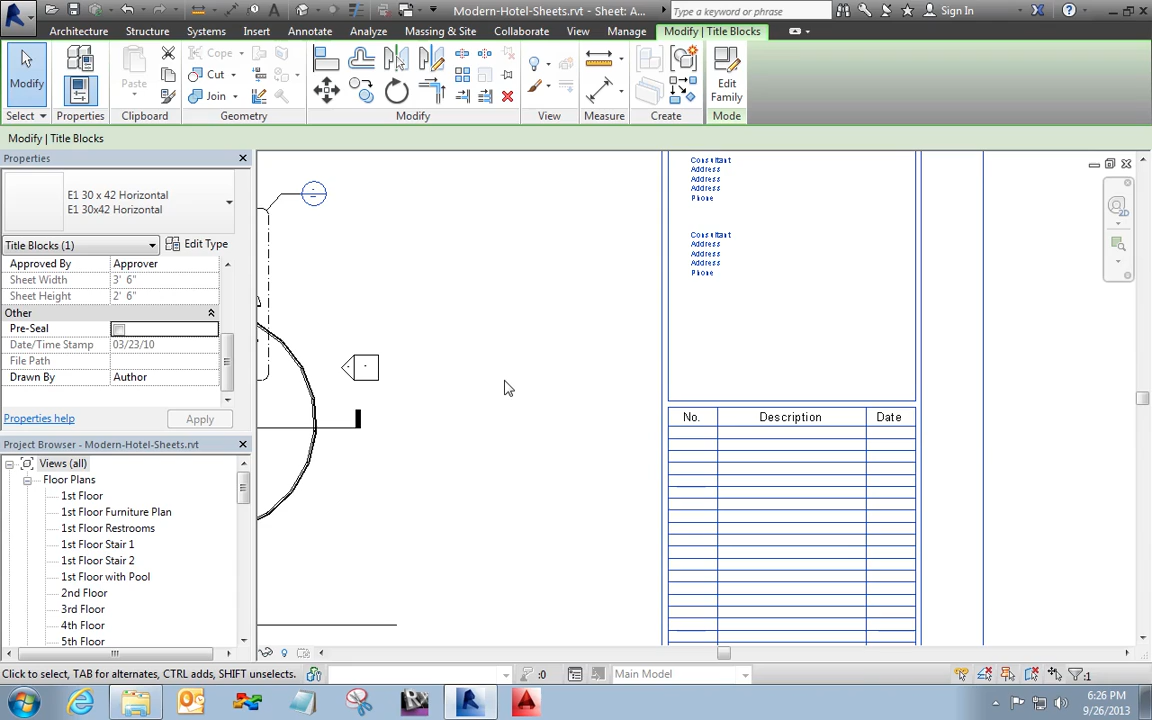 Modern-Hotel-Sheets.rvt - Sheet: A...
Type a keyword or phrase
Sign In
Architecture
Structure
Systems
Insert
Annotate
Analyze
Massing & Site
Collaborate
View
Manage
Modify | Title Blocks
Modify
Paste
Cope
Cut
Join
Edit
Family
Select
Properties
Clipboard
Geometry
Modify
View
Measure
Create
Mode
Modify | Title Blocks
Properties
E1 30 x 42 Horizontal
E1 30x42 Horizontal
Title Blocks (1)
Edit Type
Approved By
Approver
Sheet Width
3' 6"
Sheet Height
2' 6"
Other
Pre-Seal
Date/Time Stamp
03/23/10
File Path
Drawn By
Author
Properties help
Apply
Project Browser - Modern-Hotel-Sheets.rvt
Views (all)
Floor Plans
1st Floor
1st Floor Furniture Plan
1st Floor Restrooms
1st Floor Stair 1
1st Floor Stair 2
1st Floor with Pool
2nd Floor
3rd Floor
4th Floor
5th Floor
Consultant
Address
Address
Address
Phone
Consultant
Address
Address
Address
Phone
No.
Description
Date
2D
Click to select, TAB for alternates, CTRL adds, SHIFT unselects.
:0
Main Model
:1
6:26 PM
9/26/2013